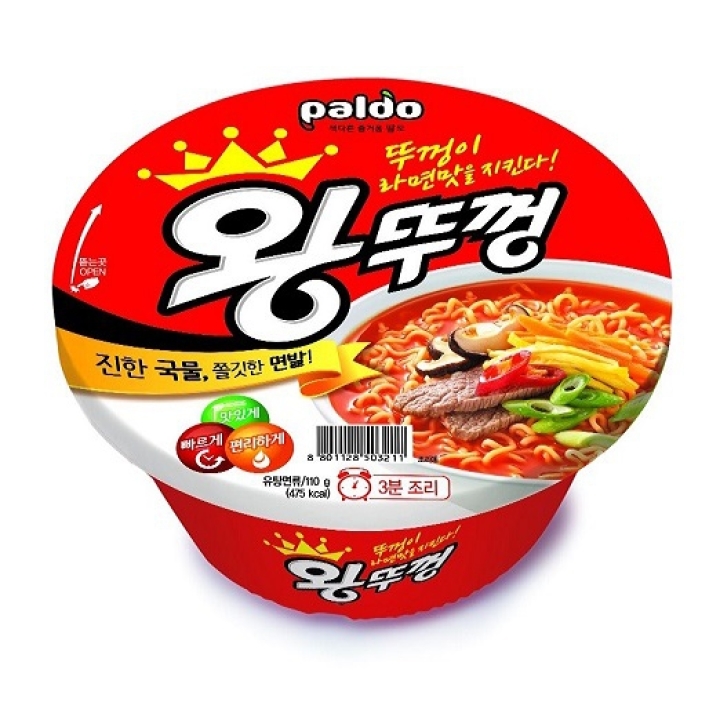 paldo
뚜껑이
라면맛을 지킨다!
왕뚜껑
뜯는곳
OPEN
진한 국물, 쫄깃한 면발!
맛있게
빠르게
편리하게
8 801128 503211
조리예
유탕면류/110 g
(475 kcal)
3분 조리
뚜껑이
라면맛을 지킨다!
왕뚜껑